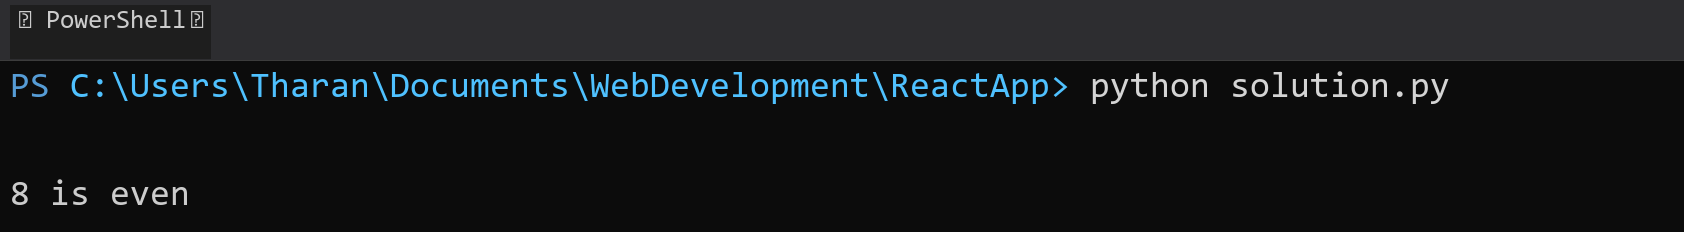 PowerShell
PS C:\Users\Tharan\Documents\WebDevelopment\ReactApp> python solution.py
8 is even